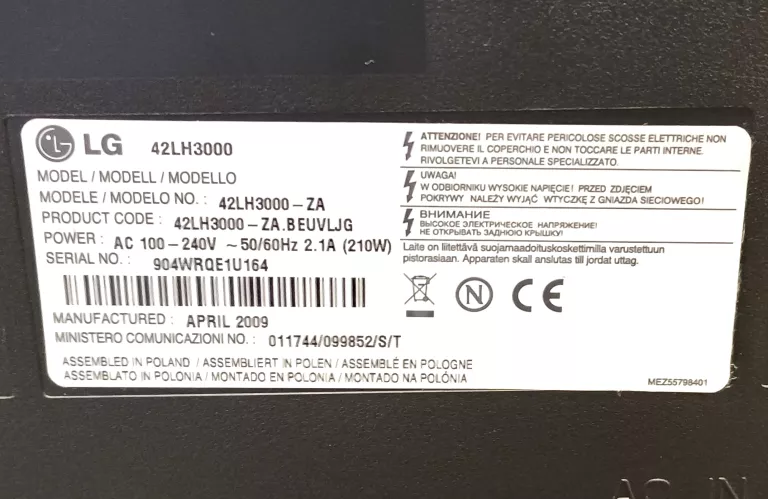 LG 42LH3000
MODEL / MODELL / MODELLO
MODELE / MODELO NO. : 42LH3000-ZA
PRODUCT CODE : 42LH3000-ZA.BEUVLJG
POWER : AC 100-240V ~50/60Hz 2.1A (210W)
SERIAL NO. : 904WRQE1U164
MANUFACTURED : APRIL 2009
MINISTERO COMUNICAZIONI NO. : 011744/099852/S/T
ASSEMBLED IN POLAND / ASSEMBLIERT IN POLEN / ASSEMBLÉ EN POLOGNE
ASSEMBLATO IN POLONIA / MONTADO EN POLONIA / MONTADO NA POLÓNIA
ATTENZIONE! PER EVITARE PERICOLOSE SCOSSE ELETTRICHE NON
RIMUOVERE IL COPERCHIO E NON TOCCARE LE PARTI INTERNE.
RIVOLGETEVI A PERSONALE SPECIALIZZATO.
UWAGA!
W ODBIORNIKU WYSOKIE NAPIĘCIE! PRZED ZDJĘCIEM
POKRYWY NALEŻY WYJĄĆ WTYCZKĘ Z GNIAZDA SIECIOWEGO!
ВНИМАНИЕ
ВЫСОКОЕ ЭЛЕКТРИЧЕСКОЕ НАПРЯЖЕНИЕ!
НЕ ОТКРЫВАТЬ ЗАДНЮЮ КРЫШКУ!
Laite on liitettävä suojamaadoituskoskettimilla varustettuun
pistorasiaan. Apparaten skall anslutas till jordat uttag.
N CE
MEZ55798401
AC IN